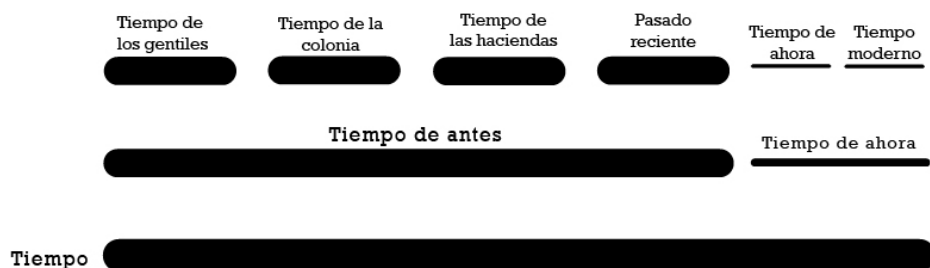 Tiempo de
los gentiles
Tiempo de la
colonia
Tiempo de
las haciendas
Pasado
reciente
Tiempo de
ahora
Tiempo
moderno
Tiempo de antes
Tiempo de ahora
Tiempo